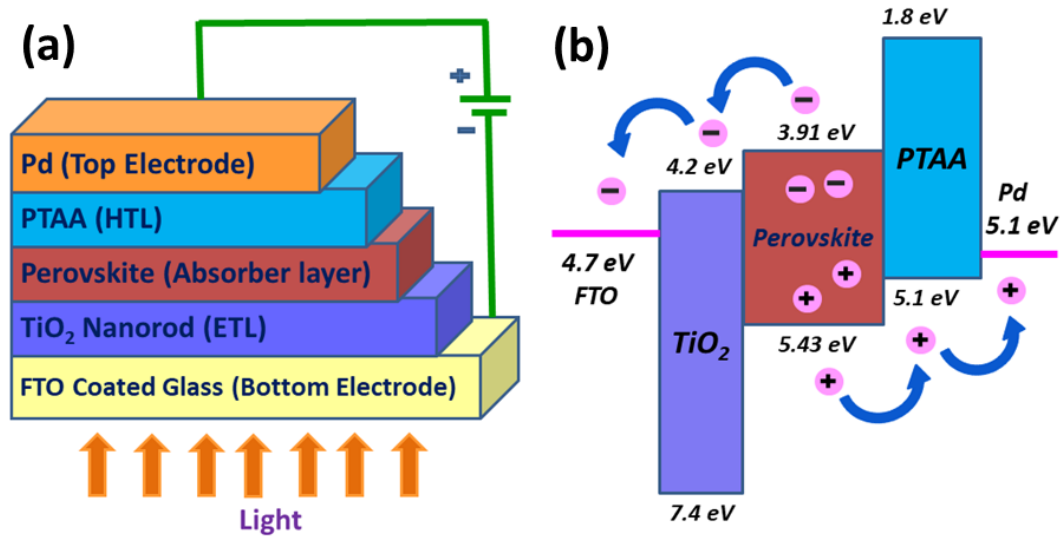 (a)
+
−
Pd (Top Electrode)
PTAA (HTL)
Perovskite (Absorber layer)
TiO₂ Nanorod (ETL)
FTO Coated Glass (Bottom Electrode)
Light
(b)
1.8 eV
3.91 eV
4.2 eV
PTAA
Pd
5.1 eV
Perovskite
4.7 eV
FTO
5.1 eV
TiO₂
5.43 eV
7.4 eV